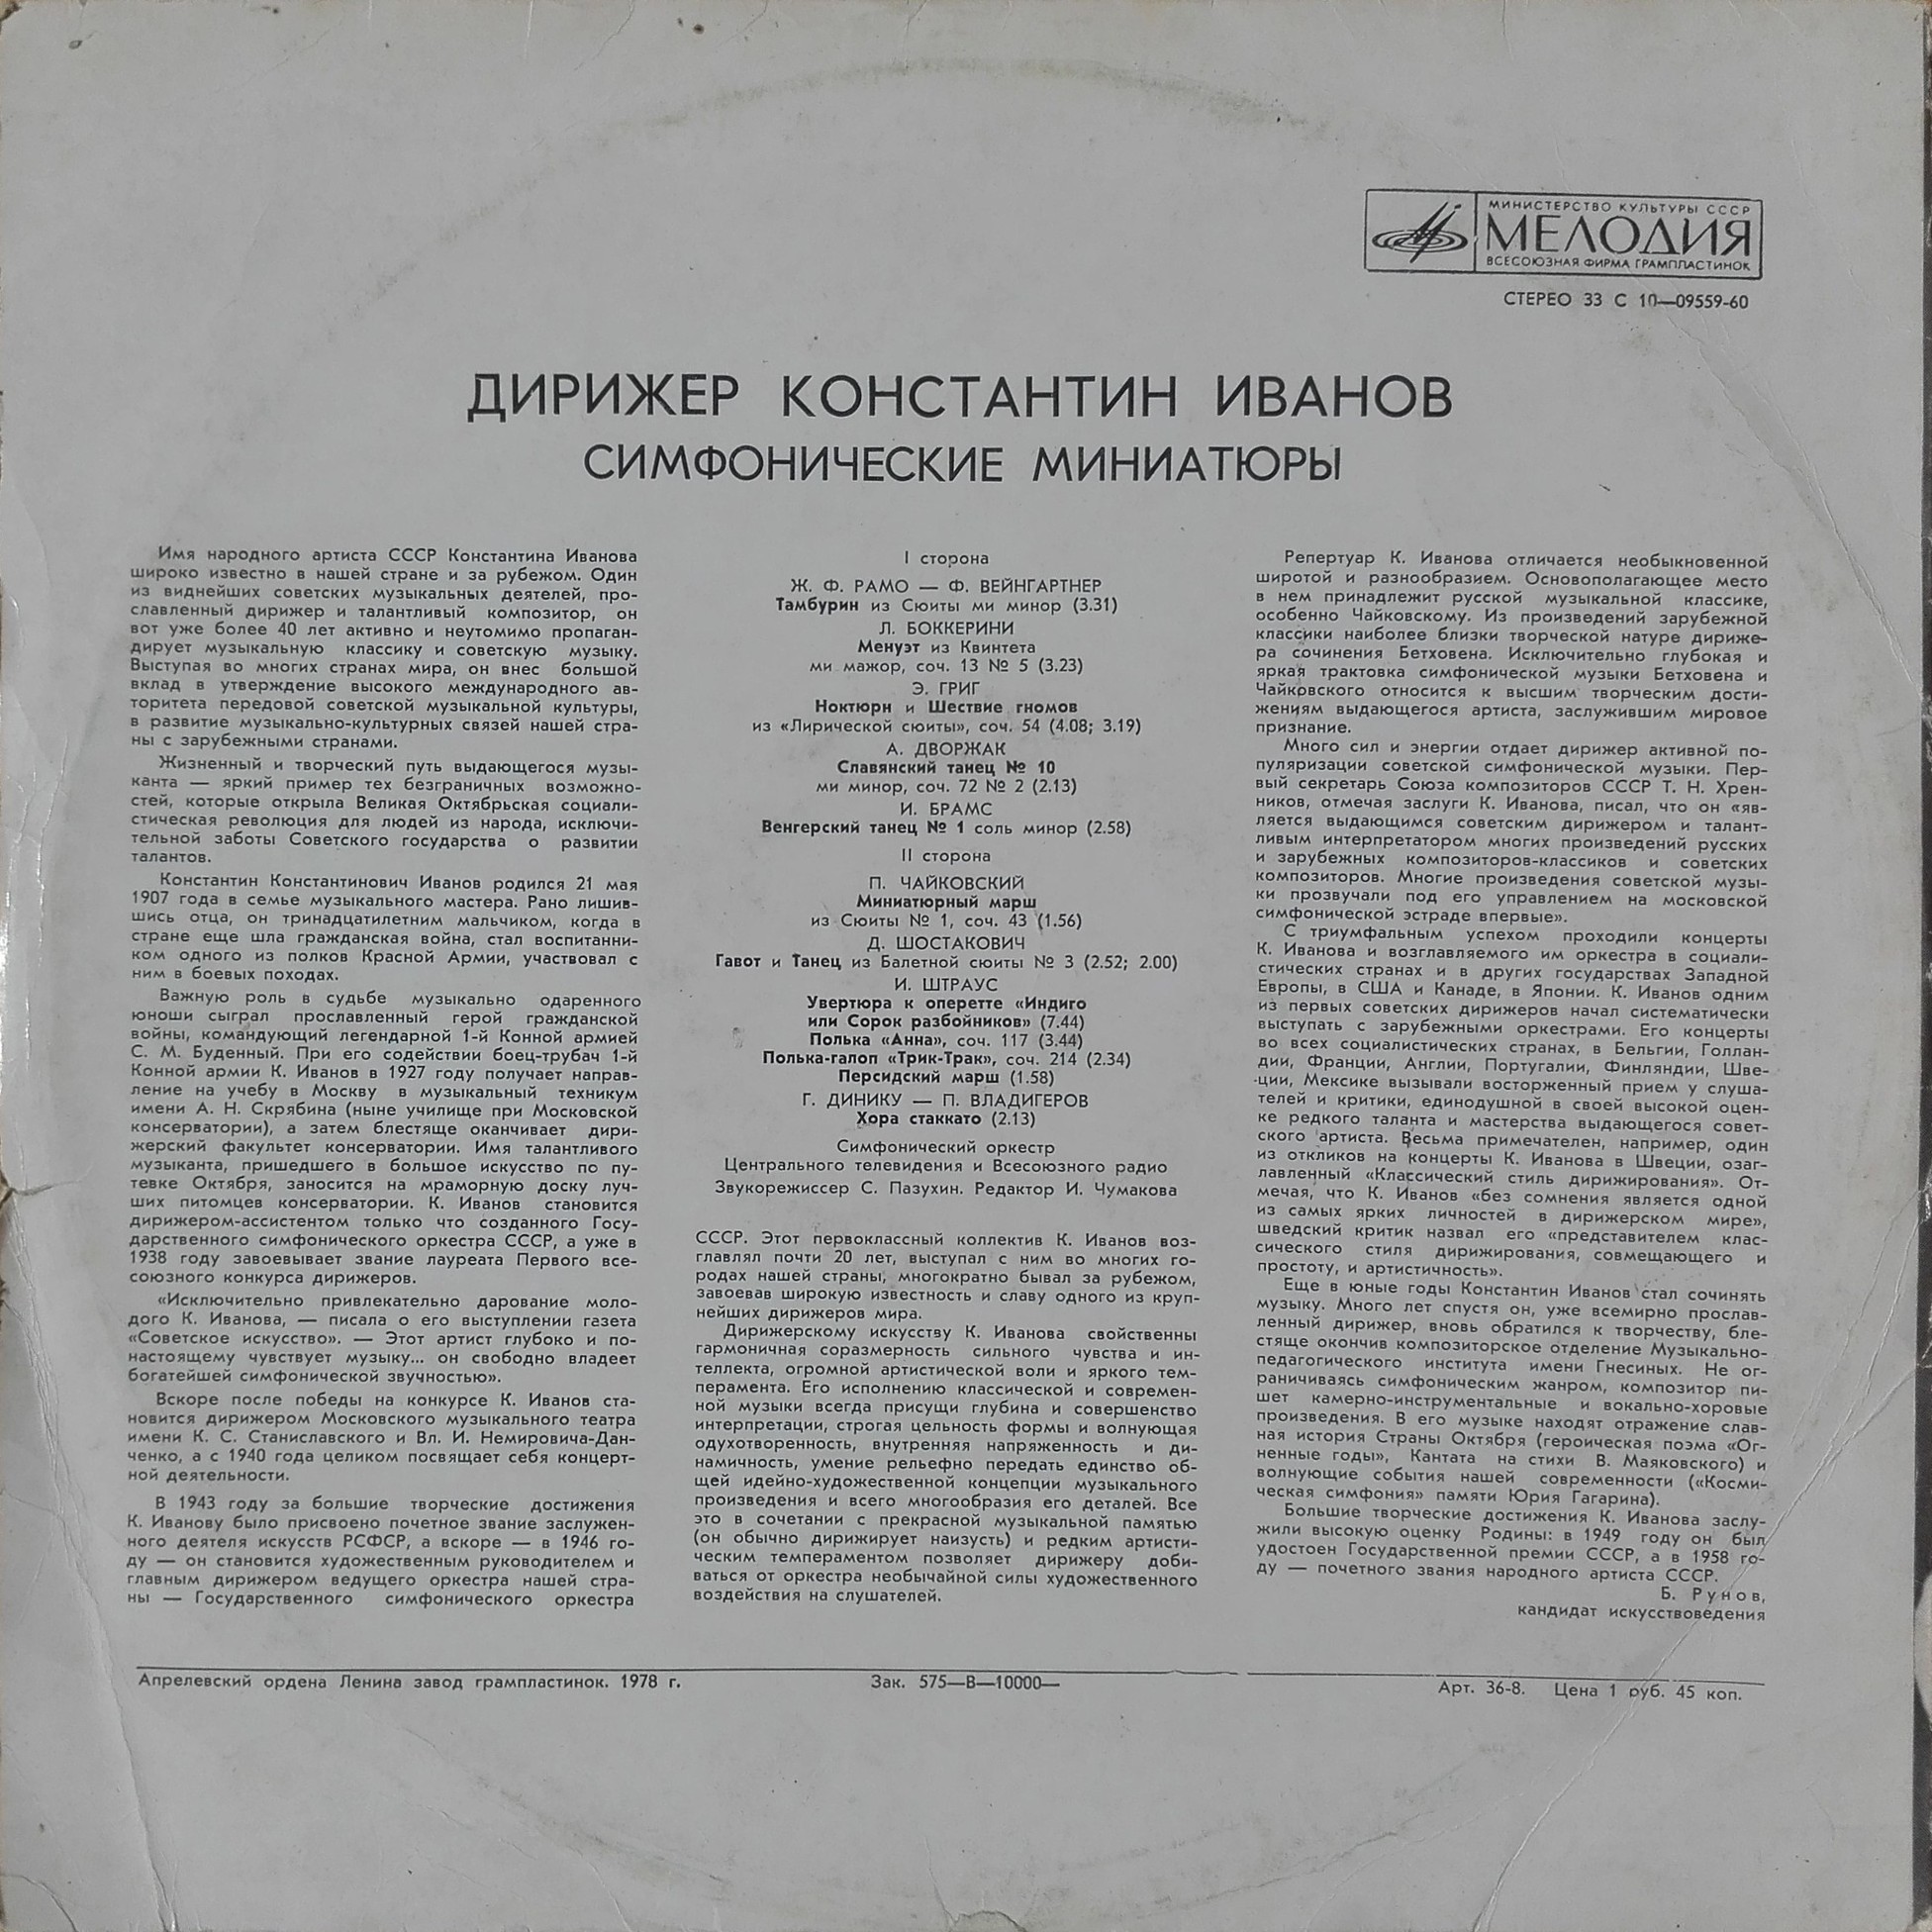 МИНИСТЕРСТВО КУЛЬТУРЫ СССР
МЕЛОДИЯ
ВСЕСОЮЗНАЯ ФИРМА ГРАМПЛАСТИНОК
СТЕРЕО 33 С 10—09559-60
ДИРИЖЕР КОНСТАНТИН ИВАНОВ
СИМФОНИЧЕСКИЕ МИНИАТЮРЫ
Имя народного артиста СССР Константина Иванова
широко известно в нашей стране и за рубежом. Один
из виднейших советских музыкальных деятелей, про-
славленный дирижер и талантливый композитор, он
вот уже более 40 лет активно и неутомимо пропаган-
дирует музыкальную классику и советскую музыку.
Выступая во многих странах мира, он внес большой
вклад в утверждение высокого международного ав-
торитета передовой советской музыкальной культуры,
в развитие музыкально-культурных связей нашей стра-
ны с зарубежными странами.
Жизненный и творческий путь выдающегося музы-
канта — яркий пример тех безграничных возможно-
стей, которые открыла Великая Октябрьская социали-
стическая революция для людей из народа, исключи-
тельной заботы Советского государства о развитии
талантов.
Константин Константинович Иванов родился 21 мая
1907 года в семье музыкального мастера. Рано лишив-
шись отца, он тринадцатилетним мальчиком, когда в
стране еще шла гражданская война, стал воспитанни-
ком одного из полков Красной Армии, участвовал с
ним в боевых походах.
Важную роль в судьбе музыкально одаренного
юноши сыграл прославленный герой гражданской
войны, командующий легендарной 1-й Конной армией
С. М. Буденный. При его содействии боец-трубач 1-й
Конной армии К. Иванов в 1927 году получает направ-
ление на учебу в Москву в музыкальный техникум
имени А. Н. Скрябина (ныне училище при Московской
консерватории), а затем блестяще оканчивает дири-
жерский факультет консерватории. Имя талантливого
музыканта, пришедшего в большое искусство по пу-
тевке Октября, заносится на мраморную доску луч-
ших питомцев консерватории. К. Иванов становится
дирижером-ассистентом только что созданного Госу-
дарственного симфонического оркестра СССР, а уже в
1938 году завоевывает звание лауреата Первого все-
союзного конкурса дирижеров.
«Исключительно привлекательно дарование моло-
дого К. Иванова, — писала о его выступлении газета
«Советское искусство». — Этот артист глубоко и по-
настоящему чувствует музыку... он свободно владеет
богатейшей симфонической звучностью».
Вскоре после победы на конкурсе К. Иванов ста-
новится дирижером Московского музыкального театра
имени К. С. Станиславского и Вл. И. Немировича-Дан-
ченко, а с 1940 года целиком посвящает себя концерт-
ной деятельности.
В 1943 году за большие творческие достижения
К. Иванову было присвоено почетное звание заслужен-
ного деятеля искусств РСФСР, а вскоре — в 1946 го-
ду — он становится художественным руководителем и
главным дирижером ведущего оркестра нашей стра-
ны — Государственного симфонического оркестра
I сторона
Ж. Ф. РАМО — Ф. ВЕЙНГАРТНЕР
Тамбурин из Сюиты ми минор (3.31)
Л. БОККЕРИНИ
Менуэт из Квинтета
ми мажор, соч. 13 № 5 (3.23)
Э. ГРИГ
Ноктюрн и Шествие гномов
из «Лирической сюиты», соч. 54 (4.08; 3.19)
А. ДВОРЖАК
Славянский танец № 10
ми минор, соч. 72 № 2 (2.13)
И. БРАМС
Венгерский танец № 1 соль минор (2.58)
II сторона
П. ЧАЙКОВСКИЙ
Миниатюрный марш
из Сюиты № 1, соч. 43 (1.56)
Д. ШОСТАКОВИЧ
Гавот и Танец из Балетной сюиты № 3 (2.52; 2.00)
И. ШТРАУС
Увертюра к оперетте «Индиго
или Сорок разбойников» (7.44)
Полька «Анна», соч. 117 (3.44)
Полька-галоп «Трик-Трак», соч. 214 (2.34)
Персидский марш (1.58)
Г. ДИНИКУ — П. ВЛАДИГЕРОВ
Хора стаккато (2.13)
Симфонический оркестр
Центрального телевидения и Всесоюзного радио
Звукорежиссер С. Пазухин. Редактор И. Чумакова
СССР. Этот первоклассный коллектив К. Иванов воз-
главлял почти 20 лет, выступал с ним во многих го-
родах нашей страны, многократно бывал за рубежом,
завоевав широкую известность и славу одного из круп-
нейших дирижеров мира.
Дирижерскому искусству К. Иванова свойственны
гармоничная соразмерность сильного чувства и ин-
теллекта, огромной артистической воли и яркого тем-
перамента. Его исполнению классической и современ-
ной музыки всегда присущи глубина и совершенство
интерпретации, строгая цельность формы и волнующая
одухотворенность, внутренняя напряженность и ди-
намичность, умение рельефно передать единство об-
щей идейно-художественной концепции музыкального
произведения и всего многообразия его деталей. Все
это в сочетании с прекрасной музыкальной памятью
(он обычно дирижирует наизусть) и редким артисти-
ческим темпераментом позволяет дирижеру доби-
ваться от оркестра необычайной силы художественного
воздействия на слушателей.
Репертуар К. Иванова отличается необыкновенной
широтой и разнообразием. Основополагающее место
в нем принадлежит русской музыкальной классике,
особенно Чайковскому. Из произведений зарубежной
классики наиболее близки творческой натуре дириже-
ра сочинения Бетховена. Исключительно глубокая и
яркая трактовка симфонической музыки Бетховена и
Чайковского относится к высшим творческим дости-
жениям выдающегося артиста, заслужившим мировое
признание.
Много сил и энергии отдает дирижер активной по-
пуляризации советской симфонической музыки. Пер-
вый секретарь Союза композиторов СССР Т. Н. Хрен-
ников, отмечая заслуги К. Иванова, писал, что он «яв-
ляется выдающимся советским дирижером и талант-
ливым интерпретатором многих произведений русских
и зарубежных композиторов-классиков и советских
композиторов. Многие произведения советской музы-
ки прозвучали под его управлением на московской
симфонической эстраде впервые».
С триумфальным успехом проходили концерты
К. Иванова и возглавляемого им оркестра в социали-
стических странах и в других государствах Западной
Европы, в США и Канаде, в Японии. К. Иванов одним
из первых советских дирижеров начал систематически
выступать с зарубежными оркестрами. Его концерты
во всех социалистических странах, в Бельгии, Голлан-
дии, Франции, Англии, Португалии, Финляндии, Шве-
ции, Мексике вызывали восторженный прием у слуша-
телей и критики, единодушной в своей высокой оцен-
ке редкого таланта и мастерства выдающегося совет-
ского артиста. Весьма примечателен, например, один
из откликов на концерты К. Иванова в Швеции, озаг-
лавленный «Классический стиль дирижирования». От-
мечая, что К. Иванов «без сомнения является одной
из самых ярких личностей в дирижерском мире»,
шведский критик назвал его «представителем клас-
сического стиля дирижирования, совмещающего и
простоту, и артистичность».
Еще в юные годы Константин Иванов стал сочинять
музыку. Много лет спустя он, уже всемирно прослав-
ленный дирижер, вновь обратился к творчеству, бле-
стяще окончив композиторское отделение Музыкально-
педагогического института имени Гнесиных. Не ог-
раничиваясь симфоническим жанром, композитор пи-
шет камерно-инструментальные и вокально-хоровые
произведения. В его музыке находят отражение слав-
ная история Страны Октября (героическая поэма «Ог-
ненные годы», Кантата на стихи В. Маяковского) и
волнующие события нашей современности («Косми-
ческая симфония» памяти Юрия Гагарина).
Большие творческие достижения К. Иванова заслу-
жили высокую оценку Родины: в 1949 году он был
удостоен Государственной премии СССР, а в 1958 го-
ду — почетного звания народного артиста СССР.
Б. Рунов,
кандидат искусствоведения
Апрелевский ордена Ленина завод грампластинок. 1978 г.
Зак. 575—В—10000—
Арт. 36-8. Цена 1 руб. 45 коп.